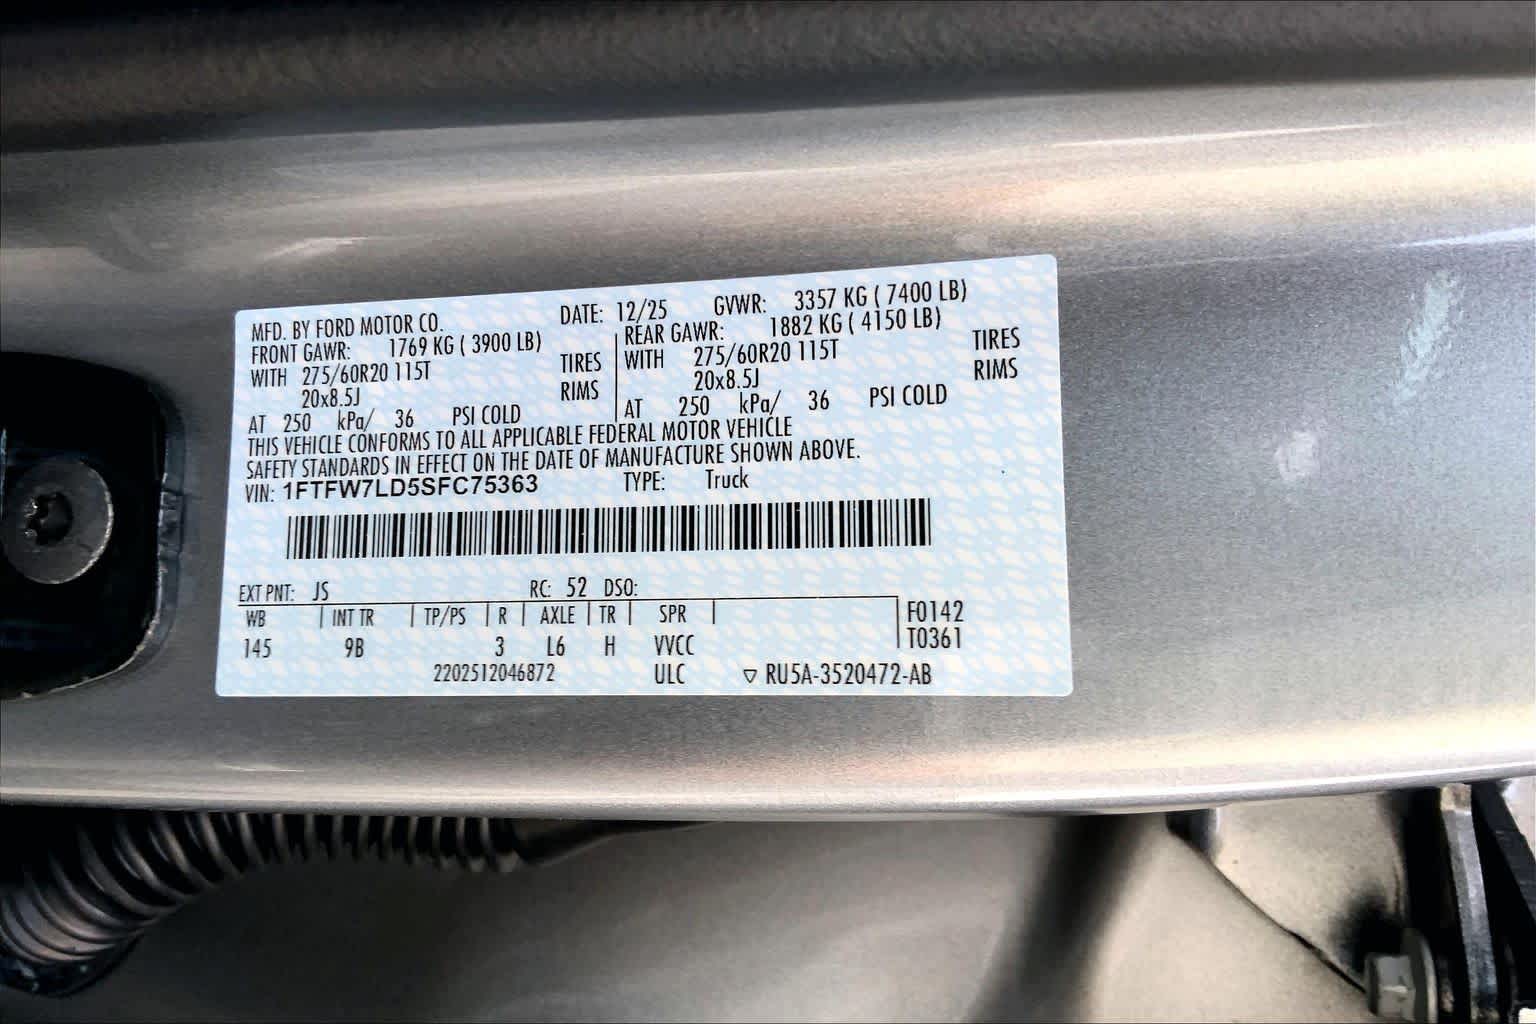 MFD. BY FORD MOTOR CO. DATE: 12/25 GVWR: 3357 KG ( 7400 LB)
FRONT GAWR: 1769 KG ( 3900 LB) REAR GAWR: 1882 KG ( 4150 LB)
WITH 275/60R20 115T TIRES WITH 275/60R20 115T TIRES
20x8.5J RIMS 20x8.5J RIMS
AT 250 kPa/ 36 PSI COLD AT 250 kPa/ 36 PSI COLD
THIS VEHICLE CONFORMS TO ALL APPLICABLE FEDERAL MOTOR VEHICLE
SAFETY STANDARDS IN EFFECT ON THE DATE OF MANUFACTURE SHOWN ABOVE.
VIN: 1FTFW7LD5SFC75363 TYPE: Truck
EXT PNT: JS RC: 52 DSO:
WB INT TR TP/PS R AXLE TR SPR F0142
145 9B 3 L6 H VVCC T0361
2202512046872 ULC ▽ RU5A-3520472-AB